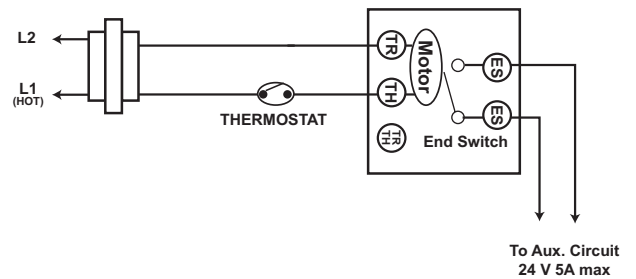 L2
L1
(HOT)
THERMOSTAT
TR
TH
TR
TH
Motor
ES
ES
End Switch
To Aux. Circuit
24 V 5A max